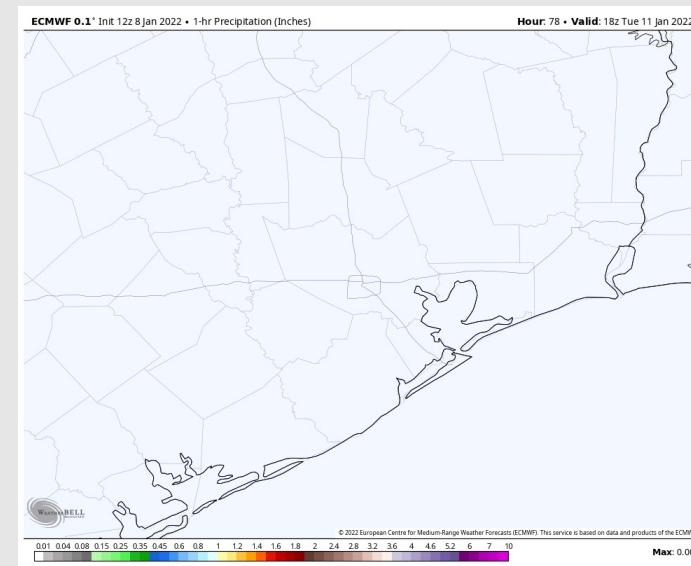 ECMWF 0.1° Init 12z 8 Jan 2022 • 1-hr Precipitation (Inches) Hour: 78 • Valid: 18z Tue 11 Jan 2022
WEATHERBELL
© 2022 European Centre for Medium-Range Weather Forecasts (ECMWF). This service is based on data and products of the ECMWF
0.01 0.04 0.08 0.15 0.25 0.35 0.45 0.6 0.8 1 1.2 1.4 1.6 1.8 2 2.4 2.8 3.2 3.6 4 4.6 5.2 6 7 8 10
Max: 0.00